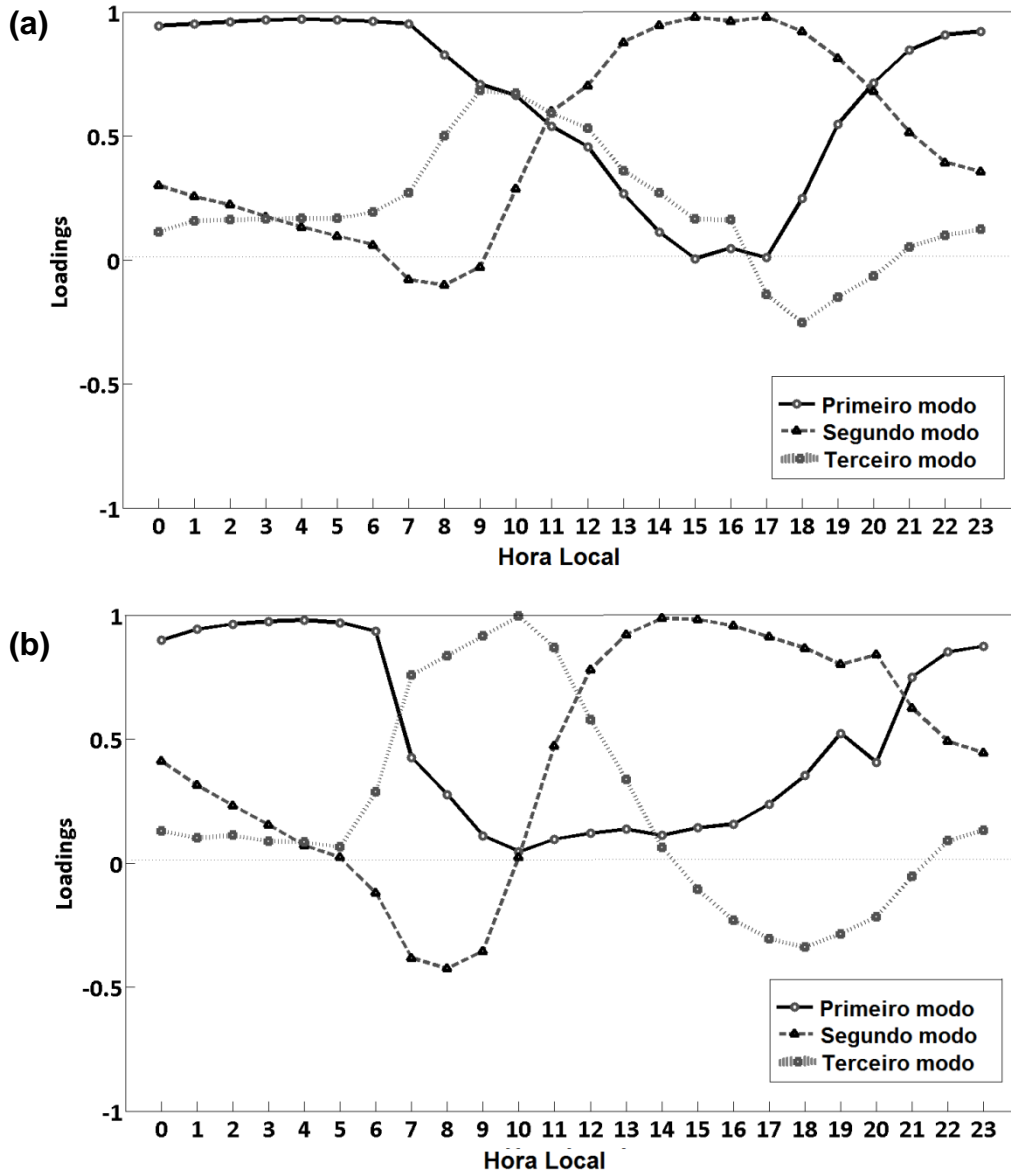 (a)
1
0.5
0
-0.5
-1
Loadings
Primeiro modo
Segundo modo
Terceiro modo
0 1 2 3 4 5 6 7 8 9 10 11 12 13 14 15 16 17 18 19 20 21 22 23
Hora Local
(b)
1
0.5
0
-0.5
-1
Loadings
Primeiro modo
Segundo modo
Terceiro modo
0 1 2 3 4 5 6 7 8 9 10 11 12 13 14 15 16 17 18 19 20 21 22 23
Hora Local